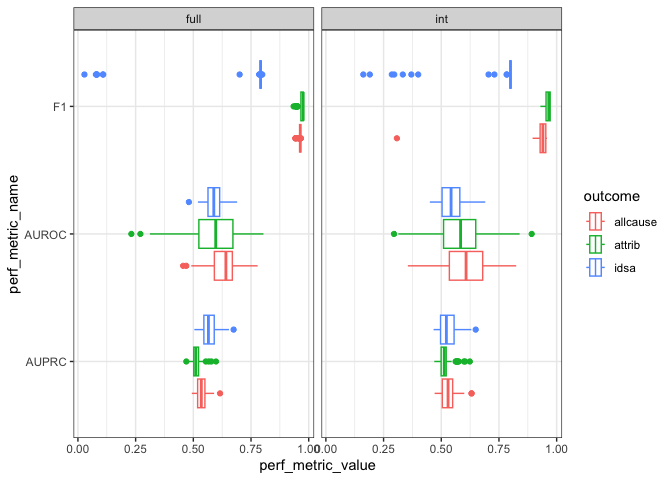 full
int
F1
AUROC
AUPRC
perf_metric_name
0.00
0.25
0.50
0.75
1.00
0.00
0.25
0.50
0.75
1.00
perf_metric_value
outcome
allcause
attrib
idsa